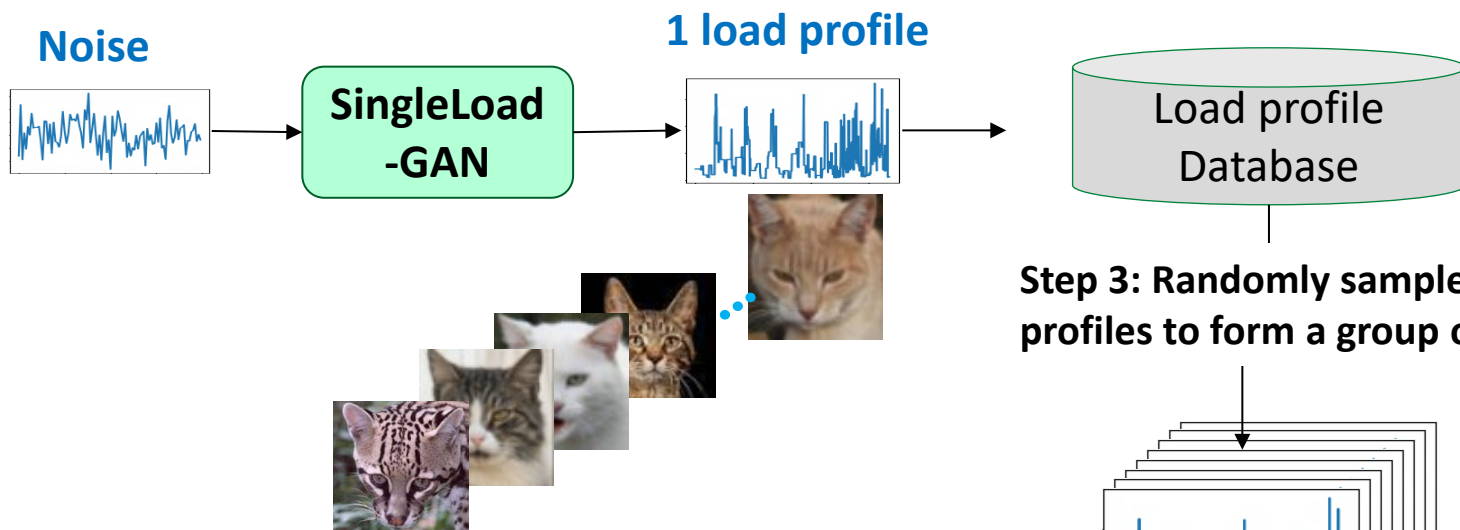 Noise
1 load profile
SingleLoad
-GAN
Load profile
Database
Step 3: Randomly sample
profiles to form a group